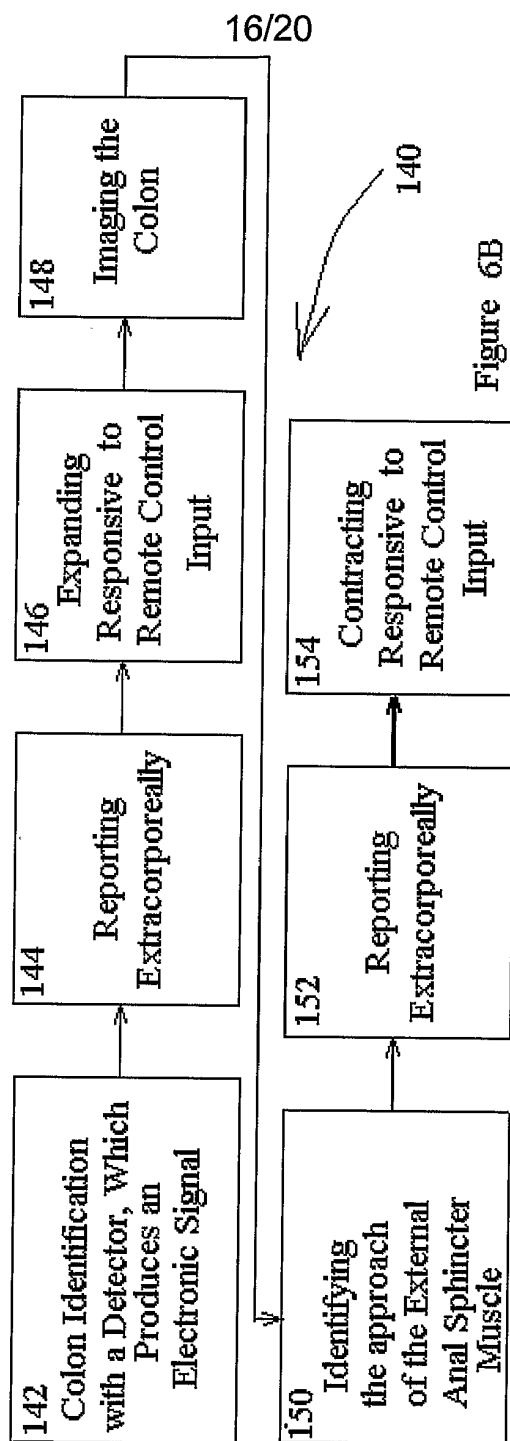 16/20
142
Colon Identification
with a Detector, Which
Produces an
Electronic Signal
144
Reporting
Extracorporeally
146
Expanding
Responsive to
Remote Control
Input
148
Imaging the
Colon
150
Identifying
the approach
of the External
Anal Sphincter
Muscle
152
Reporting
Extracorporeally
154
Contracting
Responsive to
Remote Control
Input
140
Figure 6B